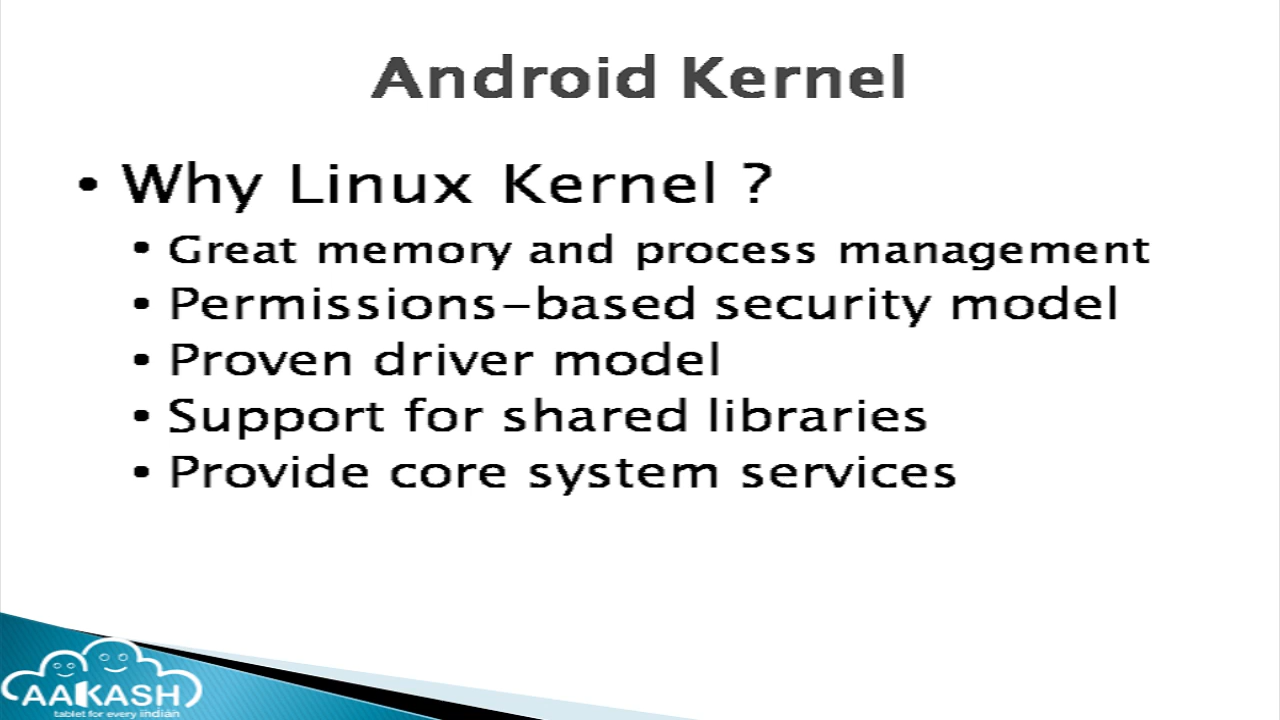 Android Kernel
• Why Linux Kernel ?
• Great memory and process management
• Permissions-based security model
• Proven driver model
• Support for shared libraries
• Provide core system services
AAKASH
tablet for every indian